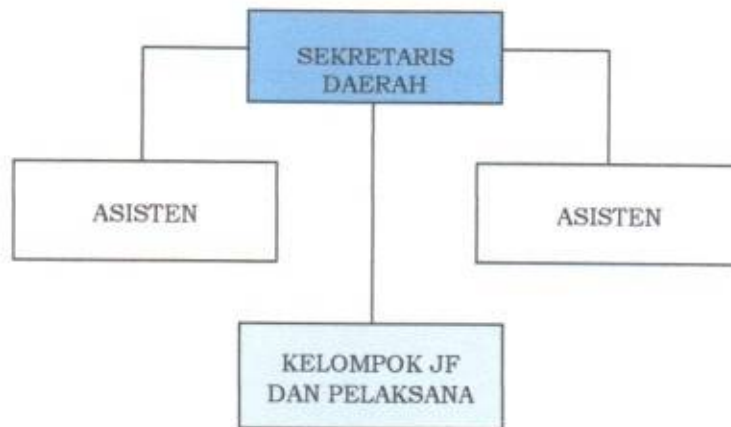 SEKRETARIS
DAERAH
ASISTEN
ASISTEN
KELOMPOK JF
DAN PELAKSANA